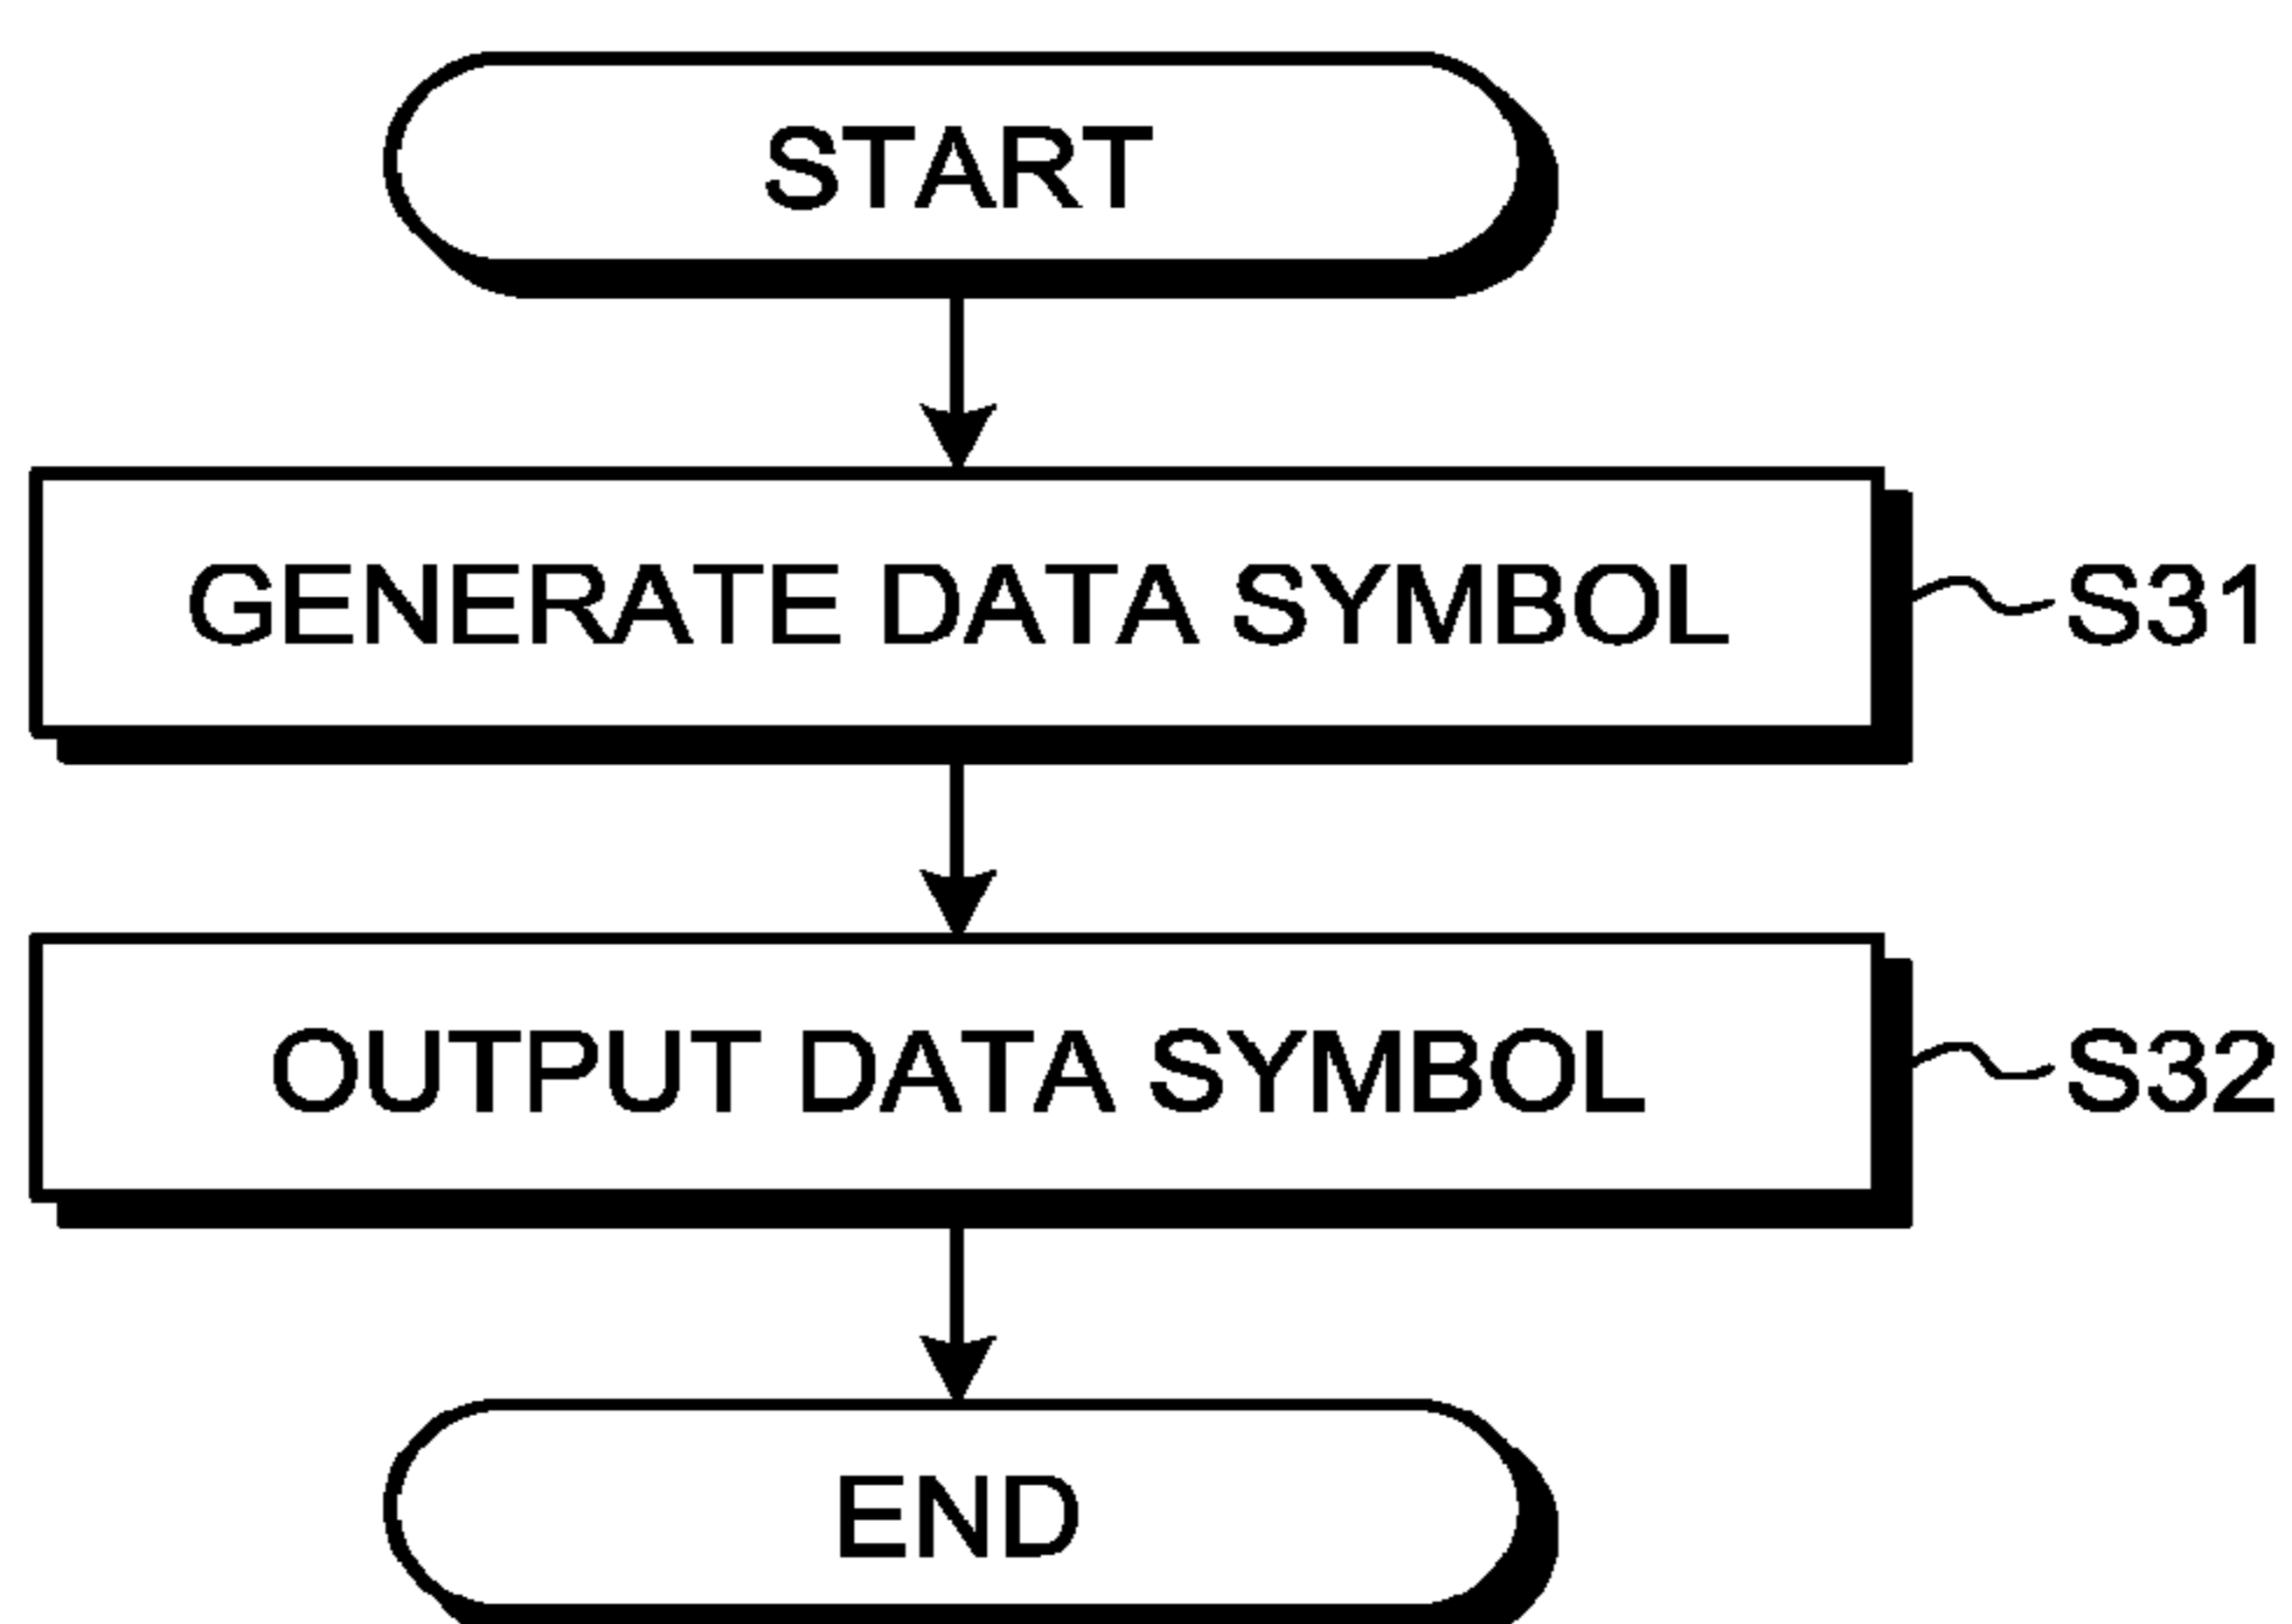 START
GENERATE DATA SYMBOL S31
OUTPUT DATA SYMBOL S32
END